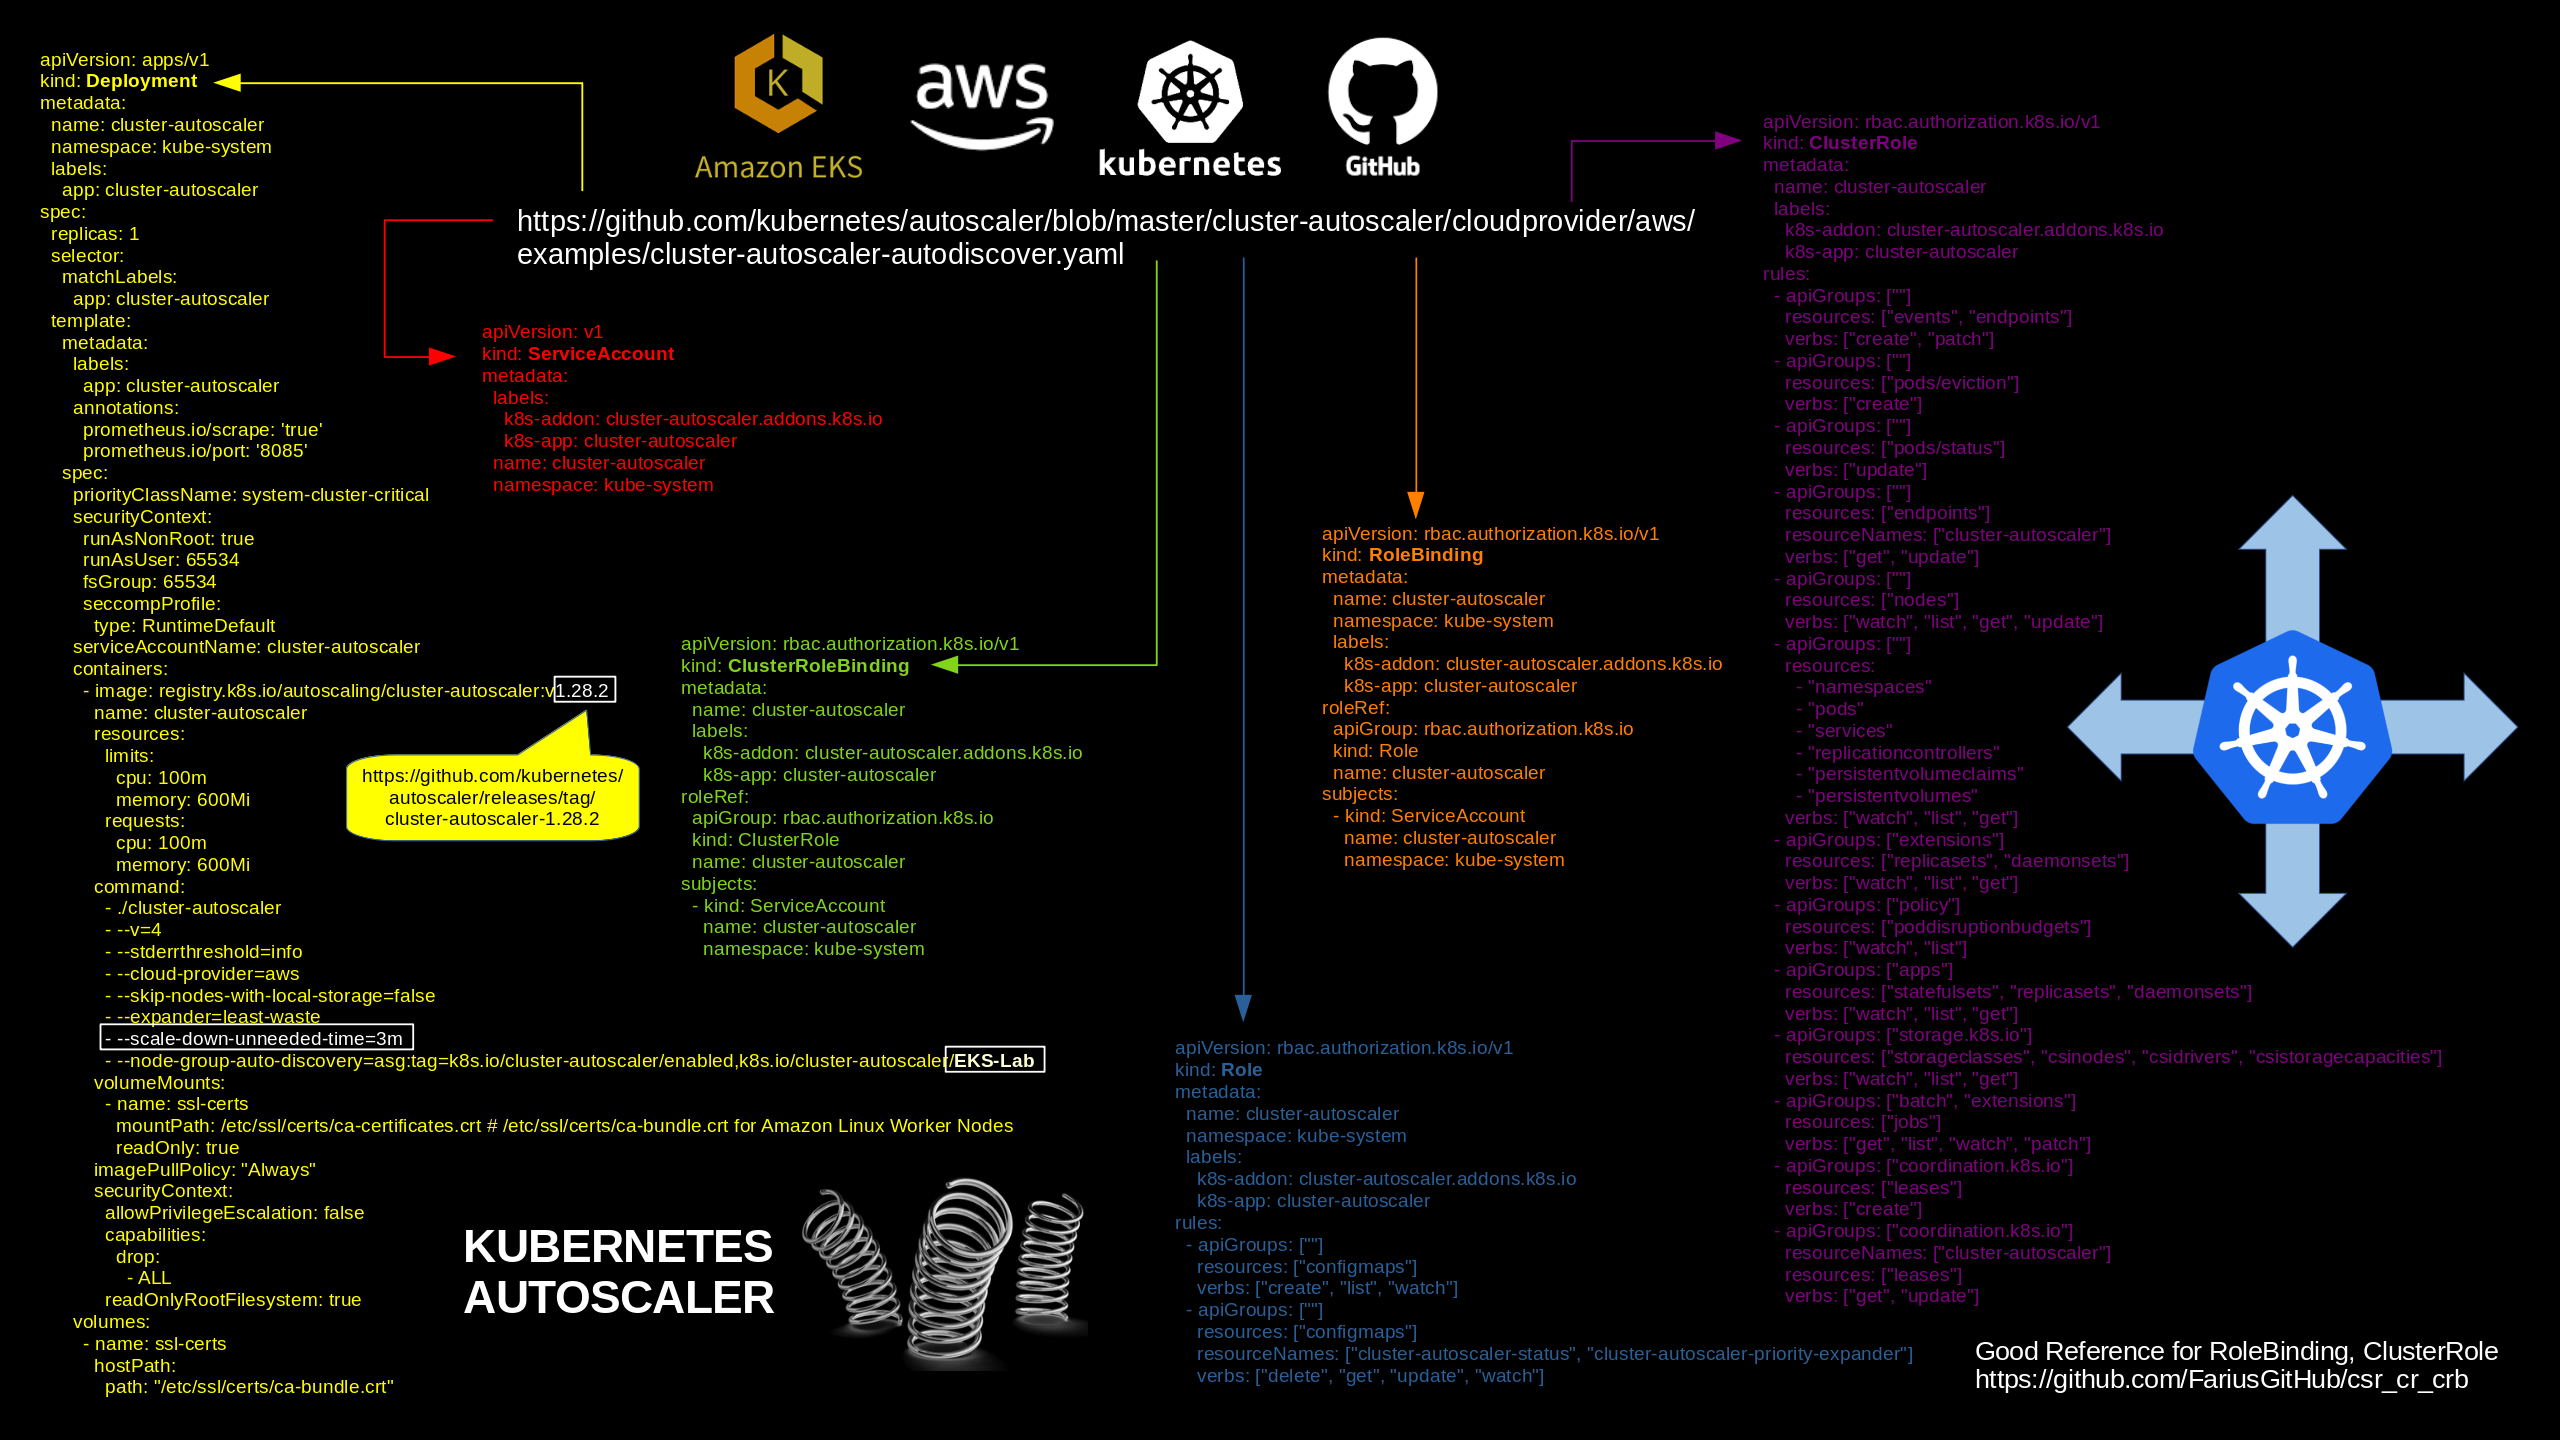 K
Amazon EKS
aws
kubernetes
GitHub
https://github.com/kubernetes/autoscaler/blob/master/cluster-autoscaler/cloudprovider/aws/
examples/cluster-autoscaler-autodiscover.yaml
apiVersion: apps/v1
kind: Deployment
metadata:
  name: cluster-autoscaler
  namespace: kube-system
  labels:
    app: cluster-autoscaler
spec:
  replicas: 1
  selector:
    matchLabels:
      app: cluster-autoscaler
  template:
    metadata:
      labels:
        app: cluster-autoscaler
      annotations:
        prometheus.io/scrape: 'true'
        prometheus.io/port: '8085'
    spec:
      priorityClassName: system-cluster-critical
      securityContext:
        runAsNonRoot: true
        runAsUser: 65534
        fsGroup: 65534
        seccompProfile:
          type: RuntimeDefault
      serviceAccountName: cluster-autoscaler
      containers:
        - image: registry.k8s.io/autoscaling/cluster-autoscaler:v1.28.2
          name: cluster-autoscaler
          resources:
            limits:
              cpu: 100m
              memory: 600Mi
            requests:
              cpu: 100m
              memory: 600Mi
          command:
            - ./cluster-autoscaler
            - --v=4
            - --stderrthreshold=info
            - --cloud-provider=aws
            - --skip-nodes-with-local-storage=false
            - --expander=least-waste
            - --scale-down-unneeded-time=3m
            - --node-group-auto-discovery=asg:tag=k8s.io/cluster-autoscaler/enabled,k8s.io/cluster-autoscaler/EKS-Lab
          volumeMounts:
            - name: ssl-certs
              mountPath: /etc/ssl/certs/ca-certificates.crt # /etc/ssl/certs/ca-bundle.crt for Amazon Linux Worker Nodes
              readOnly: true
          imagePullPolicy: "Always"
          securityContext:
            allowPrivilegeEscalation: false
            capabilities:
              drop:
                - ALL
            readOnlyRootFilesystem: true
      volumes:
        - name: ssl-certs
          hostPath:
            path: "/etc/ssl/certs/ca-bundle.crt"
https://github.com/kubernetes/
autoscaler/releases/tag/
cluster-autoscaler-1.28.2
apiVersion: v1
kind: ServiceAccount
metadata:
  labels:
    k8s-addon: cluster-autoscaler.addons.k8s.io
    k8s-app: cluster-autoscaler
  name: cluster-autoscaler
  namespace: kube-system
apiVersion: rbac.authorization.k8s.io/v1
kind: ClusterRoleBinding
metadata:
  name: cluster-autoscaler
  labels:
    k8s-addon: cluster-autoscaler.addons.k8s.io
    k8s-app: cluster-autoscaler
roleRef:
  apiGroup: rbac.authorization.k8s.io
  kind: ClusterRole
  name: cluster-autoscaler
subjects:
  - kind: ServiceAccount
    name: cluster-autoscaler
    namespace: kube-system
KUBERNETES
AUTOSCALER
apiVersion: rbac.authorization.k8s.io/v1
kind: RoleBinding
metadata:
  name: cluster-autoscaler
  namespace: kube-system
  labels:
    k8s-addon: cluster-autoscaler.addons.k8s.io
    k8s-app: cluster-autoscaler
roleRef:
  apiGroup: rbac.authorization.k8s.io
  kind: Role
  name: cluster-autoscaler
subjects:
  - kind: ServiceAccount
    name: cluster-autoscaler
    namespace: kube-system
apiVersion: rbac.authorization.k8s.io/v1
kind: Role
metadata:
  name: cluster-autoscaler
  namespace: kube-system
  labels:
    k8s-addon: cluster-autoscaler.addons.k8s.io
    k8s-app: cluster-autoscaler
rules:
  - apiGroups: [""]
    resources: ["configmaps"]
    verbs: ["create", "list", "watch"]
  - apiGroups: [""]
    resources: ["configmaps"]
    resourceNames: ["cluster-autoscaler-status", "cluster-autoscaler-priority-expander"]
    verbs: ["delete", "get", "update", "watch"]
apiVersion: rbac.authorization.k8s.io/v1
kind: ClusterRole
metadata:
  name: cluster-autoscaler
  labels:
    k8s-addon: cluster-autoscaler.addons.k8s.io
    k8s-app: cluster-autoscaler
rules:
  - apiGroups: [""]
    resources: ["events", "endpoints"]
    verbs: ["create", "patch"]
  - apiGroups: [""]
    resources: ["pods/eviction"]
    verbs: ["create"]
  - apiGroups: [""]
    resources: ["pods/status"]
    verbs: ["update"]
  - apiGroups: [""]
    resources: ["endpoints"]
    resourceNames: ["cluster-autoscaler"]
    verbs: ["get", "update"]
  - apiGroups: [""]
    resources: ["nodes"]
    verbs: ["watch", "list", "get", "update"]
  - apiGroups: [""]
    resources:
      - "namespaces"
      - "pods"
      - "services"
      - "replicationcontrollers"
      - "persistentvolumeclaims"
      - "persistentvolumes"
    verbs: ["watch", "list", "get"]
  - apiGroups: ["extensions"]
    resources: ["replicasets", "daemonsets"]
    verbs: ["watch", "list", "get"]
  - apiGroups: ["policy"]
    resources: ["poddisruptionbudgets"]
    verbs: ["watch", "list"]
  - apiGroups: ["apps"]
    resources: ["statefulsets", "replicasets", "daemonsets"]
    verbs: ["watch", "list", "get"]
  - apiGroups: ["storage.k8s.io"]
    resources: ["storageclasses", "csinodes", "csidrivers", "csistoragecapacities"]
    verbs: ["watch", "list", "get"]
  - apiGroups: ["batch", "extensions"]
    resources: ["jobs"]
    verbs: ["get", "list", "watch", "patch"]
  - apiGroups: ["coordination.k8s.io"]
    resources: ["leases"]
    verbs: ["create"]
  - apiGroups: ["coordination.k8s.io"]
    resourceNames: ["cluster-autoscaler"]
    resources: ["leases"]
    verbs: ["get", "update"]
Good Reference for RoleBinding, ClusterRole
https://github.com/FariusGitHub/csr_cr_crb